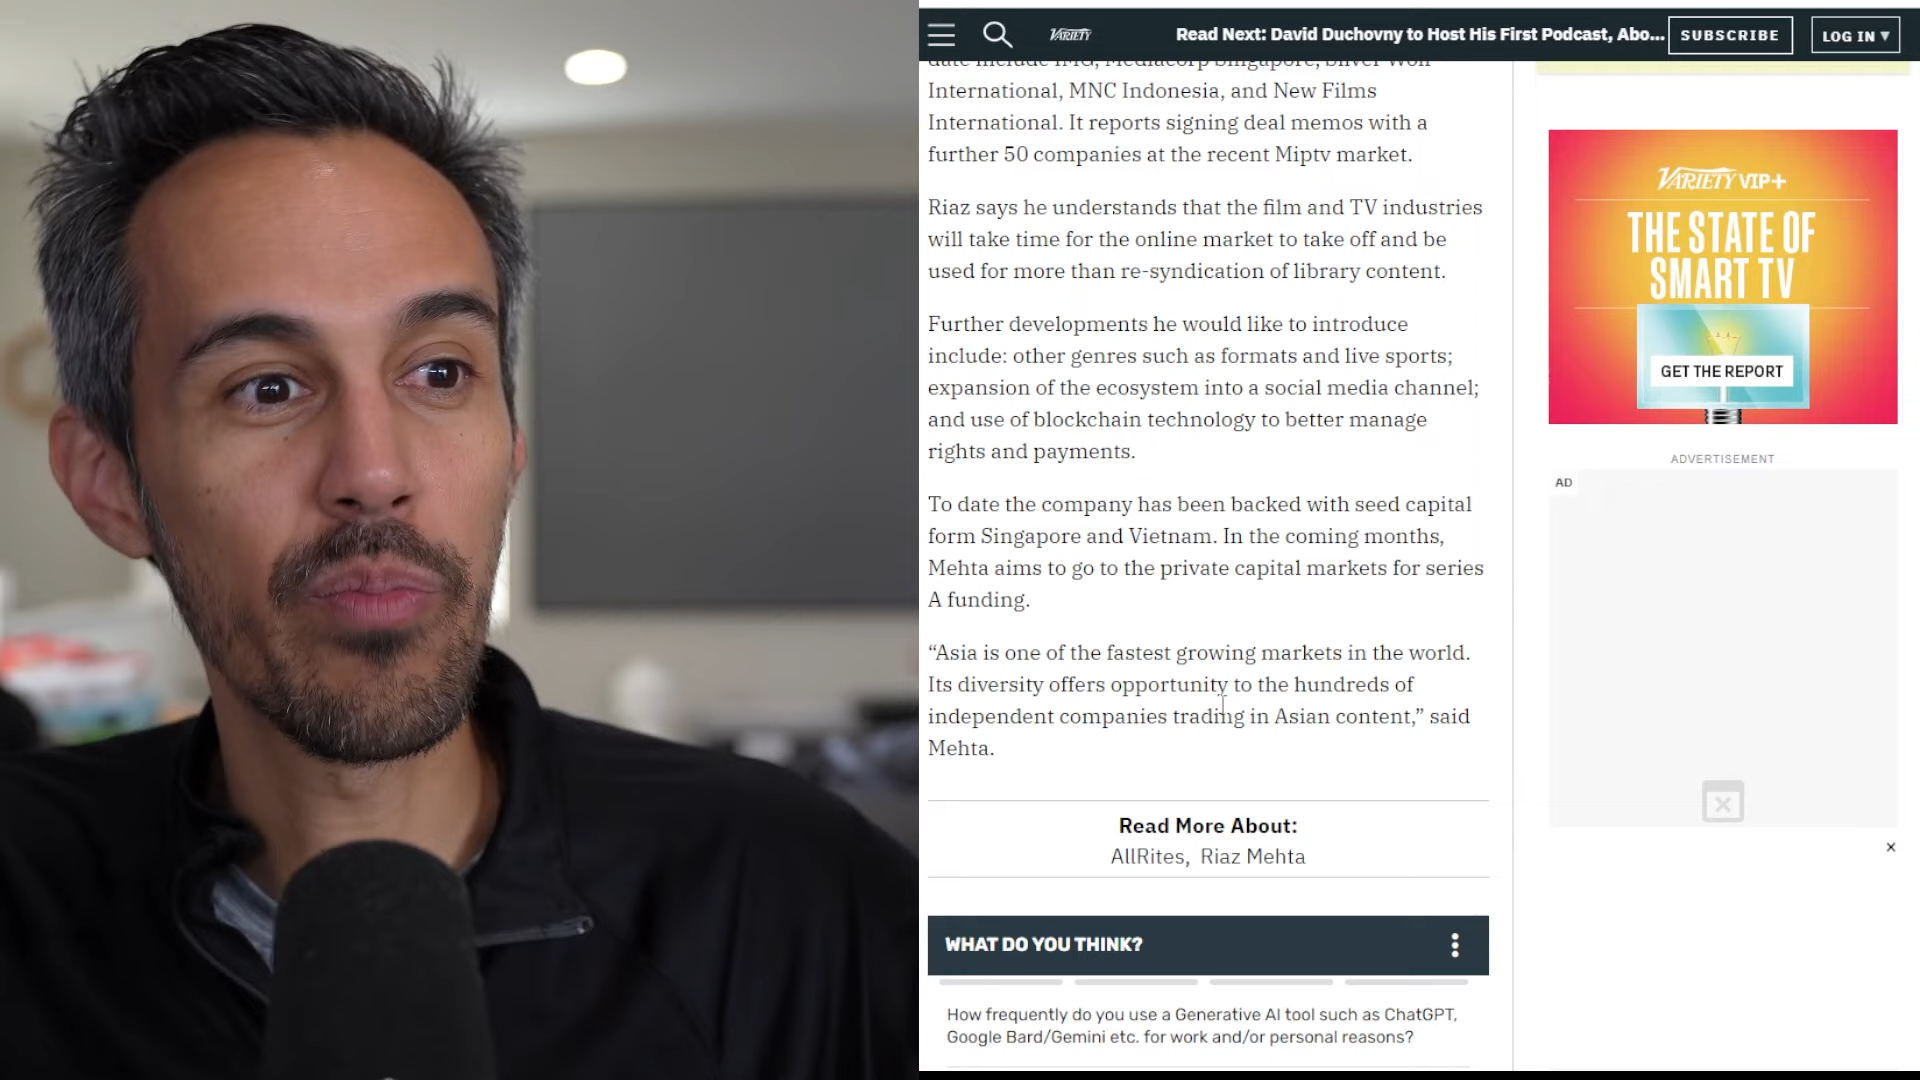 VARIETY
Read Next: David Duchovny to Host His First Podcast, Abo...
SUBSCRIBE
LOG IN ▼
date include IMG, Mediacorp Singapore, Silver Wolf
International, MNC Indonesia, and New Films
International. It reports signing deal memos with a
further 50 companies at the recent Miptv market.
Riaz says he understands that the film and TV industries
will take time for the online market to take off and be
used for more than re-syndication of library content.
Further developments he would like to introduce
include: other genres such as formats and live sports;
expansion of the ecosystem into a social media channel;
and use of blockchain technology to better manage
rights and payments.
To date the company has been backed with seed capital
form Singapore and Vietnam. In the coming months,
Mehta aims to go to the private capital markets for series
A funding.
“Asia is one of the fastest growing markets in the world.
Its diversity offers opportunity to the hundreds of
independent companies trading in Asian content,” said
Mehta.
Read More About:
AllRites, Riaz Mehta
WHAT DO YOU THINK?
How frequently do you use a Generative AI tool such as ChatGPT,
Google Bard/Gemini etc. for work and/or personal reasons?
VARIETY VIP+
THE STATE OF
SMART TV
GET THE REPORT
ADVERTISEMENT
AD